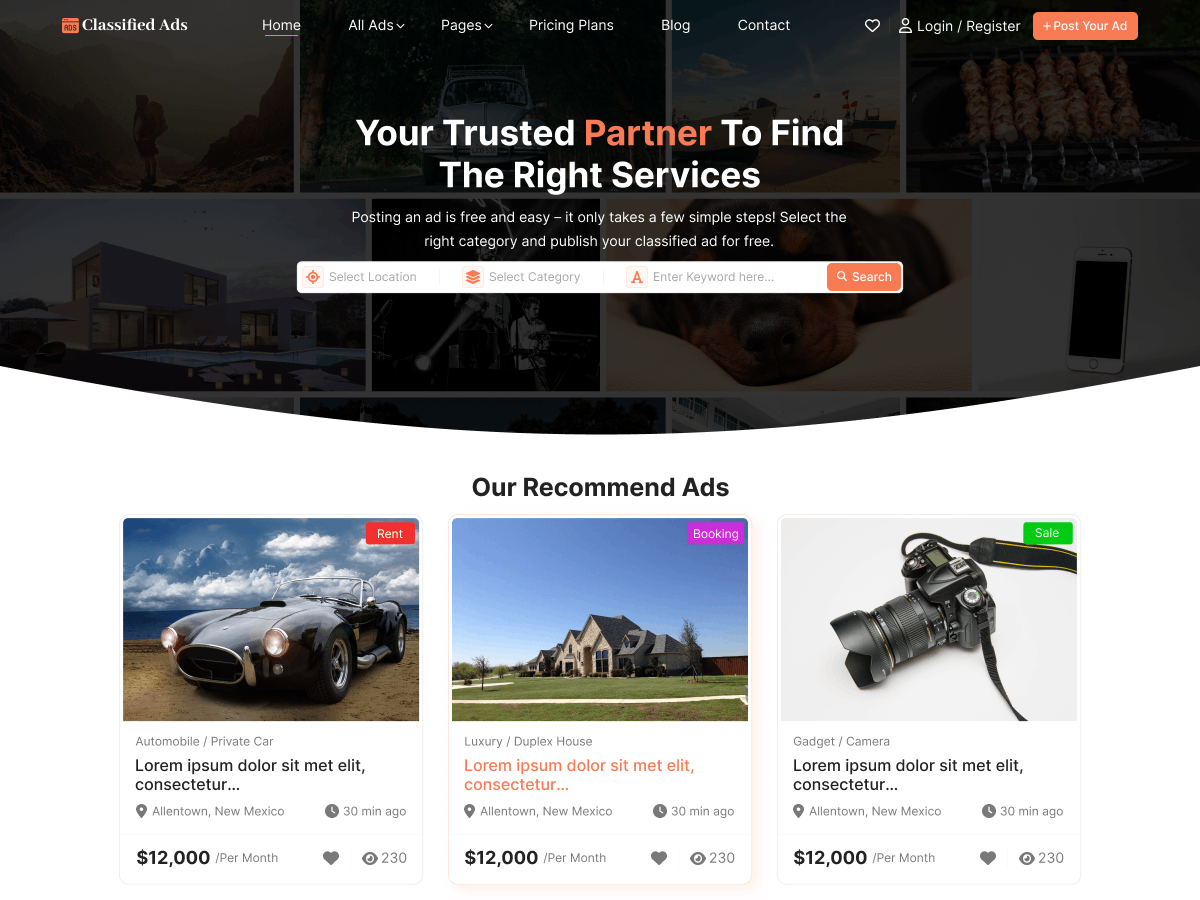 ADS Classified Ads Home All Ads Pages Pricing Plans Blog Contact Login / Register + Post Your Ad
Your Trusted Partner To Find
The Right Services
Posting an ad is free and easy – it only takes a few simple steps! Select the
right category and publish your classified ad for free.
Select Location Select Category A Enter Keyword here... Search
Our Recommend Ads
Rent
Automobile / Private Car
Lorem ipsum dolor sit met elit,
consectetur...
Allentown, New Mexico 30 min ago
$12,000 /Per Month 230
Booking
Luxury / Duplex House
Lorem ipsum dolor sit met elit,
consectetur...
Allentown, New Mexico 30 min ago
$12,000 /Per Month 230
Sale
Gadget / Camera
Lorem ipsum dolor sit met elit,
consectetur...
Allentown, New Mexico 30 min ago
$12,000 /Per Month 230